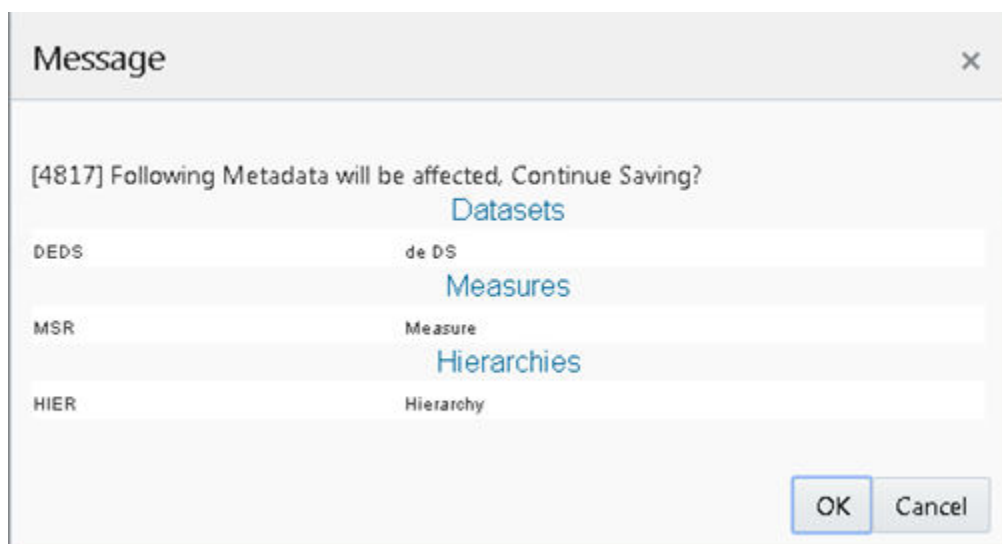 Message
[4817] Following Metadata will be affected, Continue Saving?
Datasets
DEDS de DS
Measures
MSR Measure
Hierarchies
HIER Hierarchy
OK Cancel